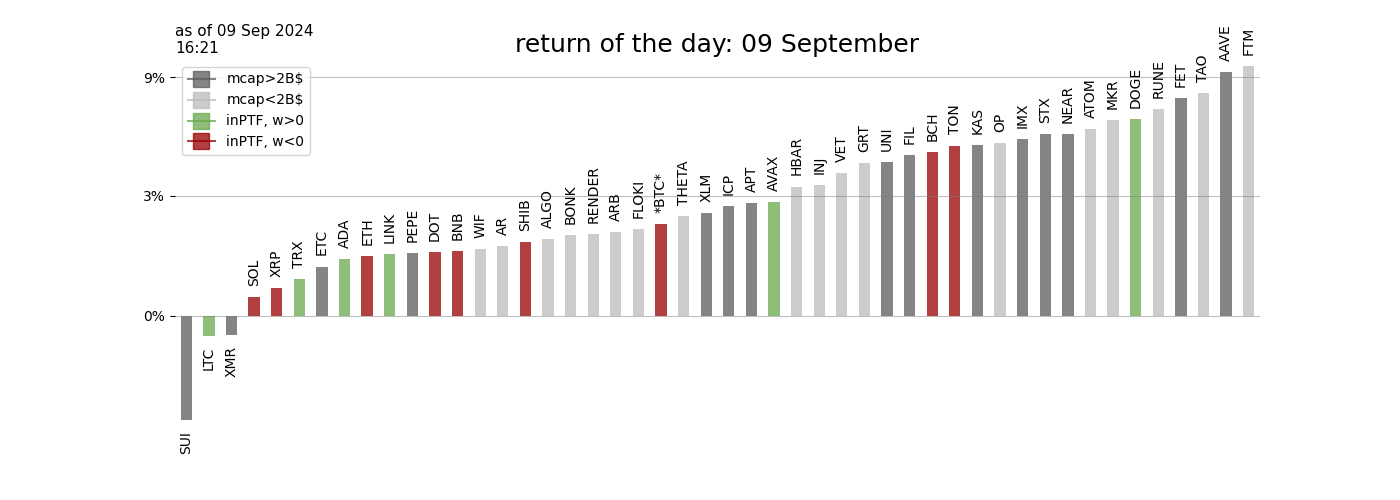 as of 09 Sep 2024
16:21
return of the day: 09 September
mcap>2B$
mcap<2B$
inPTF, w>0
inPTF, w<0
9%
3%
0%
SUI
LTC
XMR
SOL
XRP
TRX
ETC
ADA
ETH
LINK
PEPE
DOT
BNB
WIF
AR
SHIB
ALGO
BONK
RENDER
ARB
FLOKI
*BTC*
THETA
XLM
ICP
APT
AVAX
HBAR
INJ
VET
GRT
UNI
FIL
BCH
TON
KAS
OP
IMX
STX
NEAR
ATOM
MKR
DOGE
RUNE
FET
TAO
AAVE
FTM